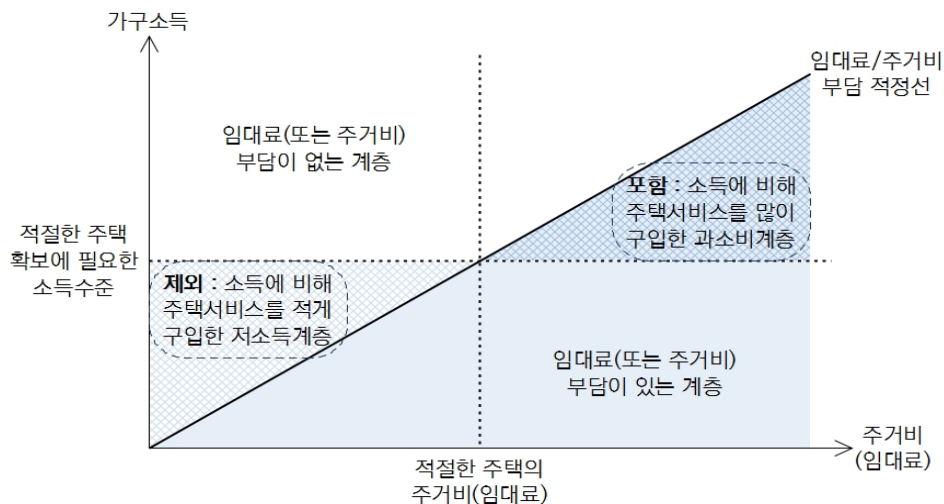 가구소득
임대료/주거비
부담 적정선
임대료(또는 주거비)
부담이 없는 계층
포함 : 소득에 비해
주택서비스를 많이
구입한 과소비계층
적절한 주택
확보에 필요한
소득수준
제외 : 소득에 비해
주택서비스를 적게
구입한 저소득계층
임대료(또는 주거비)
부담이 있는 계층
적절한 주택의
주거비(임대료)
주거비
(임대료)